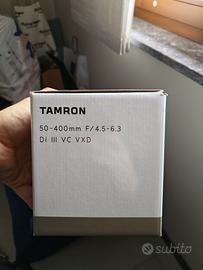 TAMRON
50-400mm F/4.5-6.3
Di III VC VXD
subito